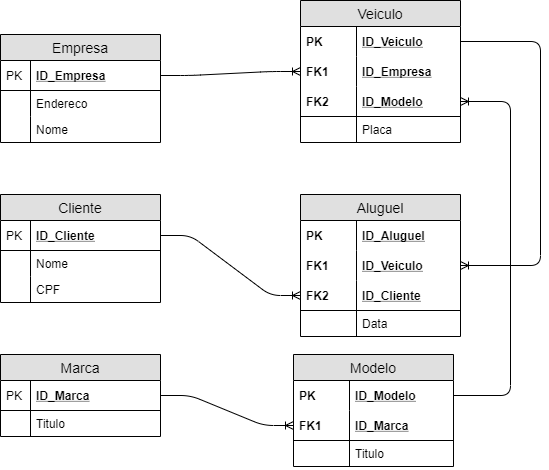 Empresa
PK ID_Empresa
Endereco
Nome
Veiculo
PK ID_Veiculo
FK1 ID_Empresa
FK2 ID_Modelo
Placa
Cliente
PK ID_Cliente
Nome
CPF
Aluguel
PK ID_Aluguel
FK1 ID_Veiculo
FK2 ID_Cliente
Data
Marca
PK ID_Marca
Titulo
Modelo
PK ID_Modelo
FK1 ID_Marca
Titulo